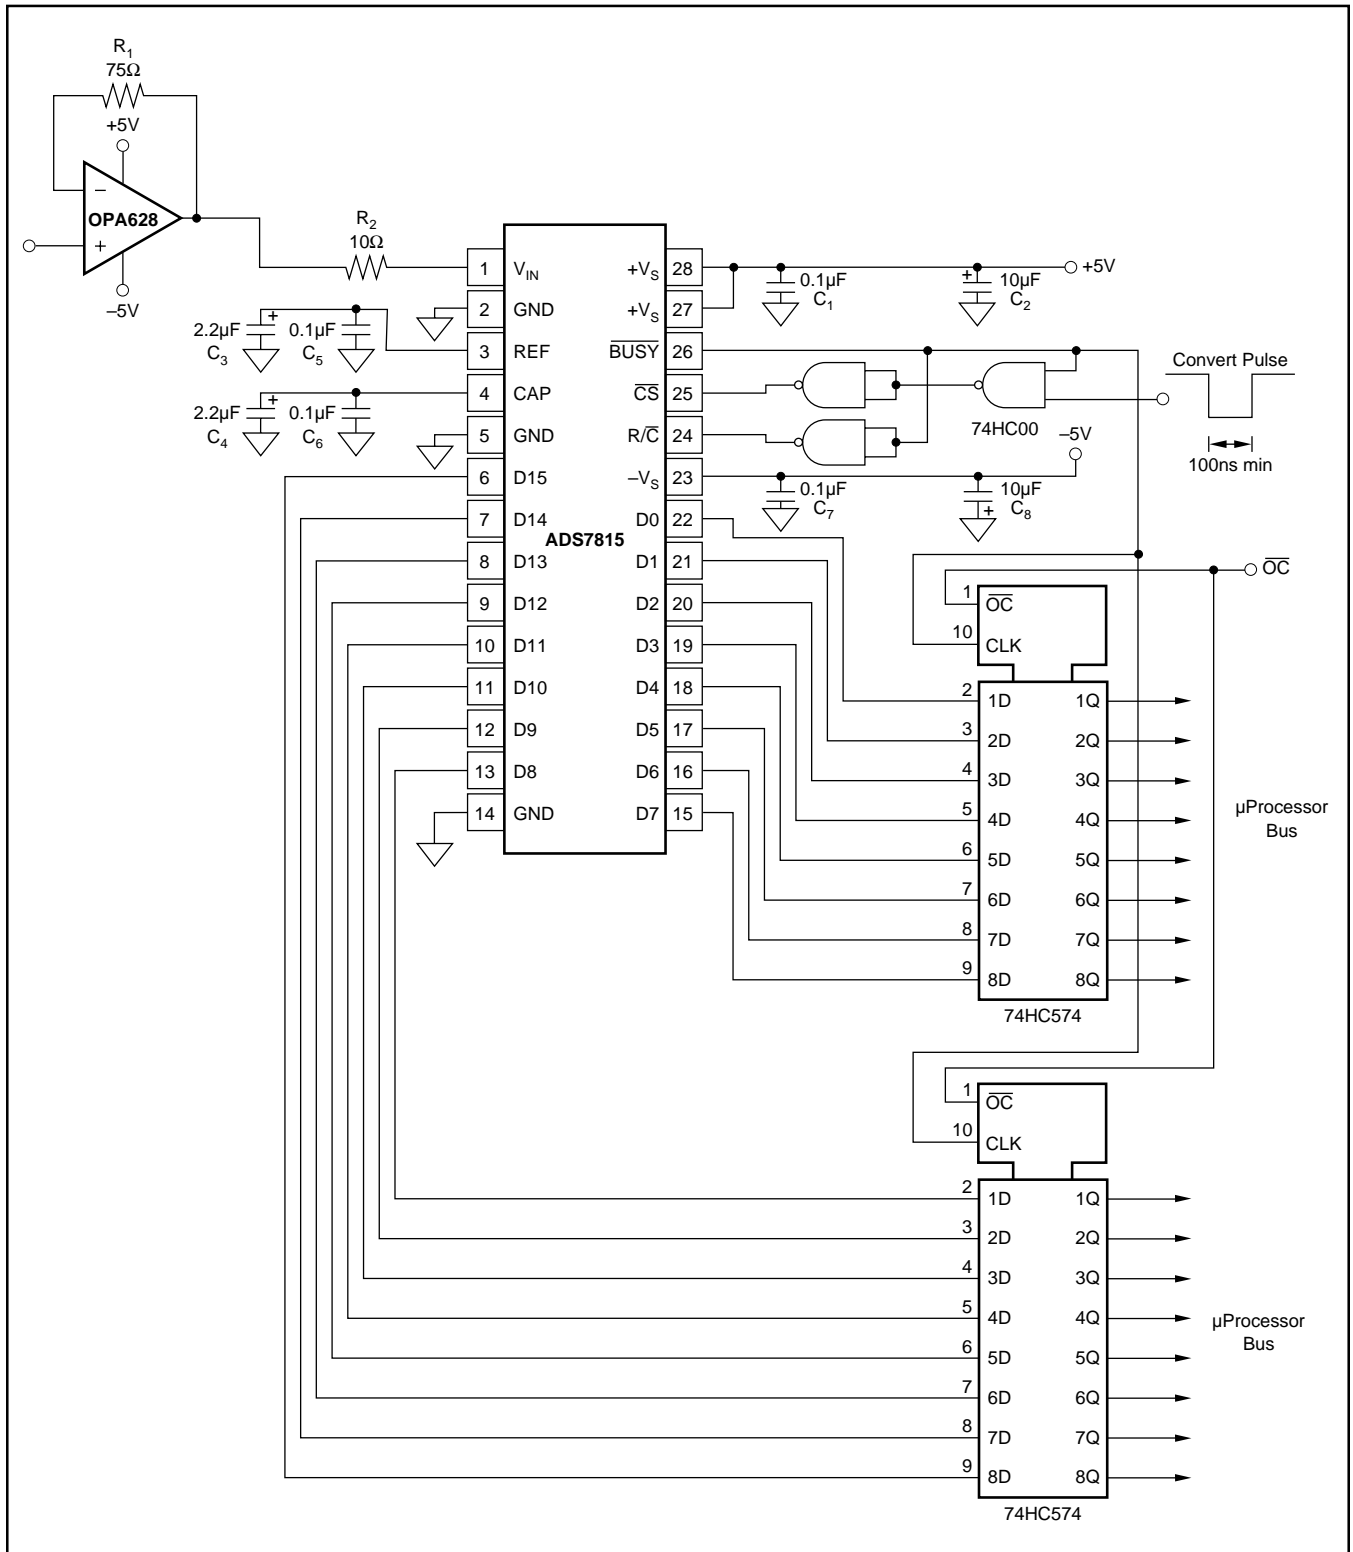 R1
75Ω
+5V
−
OPA628
+
–5V
R2
10Ω
2.2µF
C3
0.1µF
C5
2.2µF
C4
0.1µF
C6
1 VIN
2 GND
3 REF
4 CAP
5 GND
6 D15
7 D14
8 D13
9 D12
10 D11
11 D10
12 D9
13 D8
14 GND
ADS7815
+VS 28
+VS 27
BUSY 26
CS 25
R/C 24
–VS 23
D0 22
D1 21
D2 20
D3 19
D4 18
D5 17
D6 16
D7 15
0.1µF
C1
+ 10µF
C2
+5V
74HC00
Convert Pulse
100ns min
–5V
0.1µF
C7
10µF
C8
+
OC
1 OC
10 CLK
2 1D 1Q
3 2D 2Q
4 3D 3Q
5 4D 4Q
6 5D 5Q
7 6D 6Q
8 7D 7Q
9 8D 8Q
74HC574
µProcessor
Bus
1 OC
10 CLK
2 1D 1Q
3 2D 2Q
4 3D 3Q
5 4D 4Q
6 5D 5Q
7 6D 6Q
8 7D 7Q
9 8D 8Q
74HC574
µProcessor
Bus